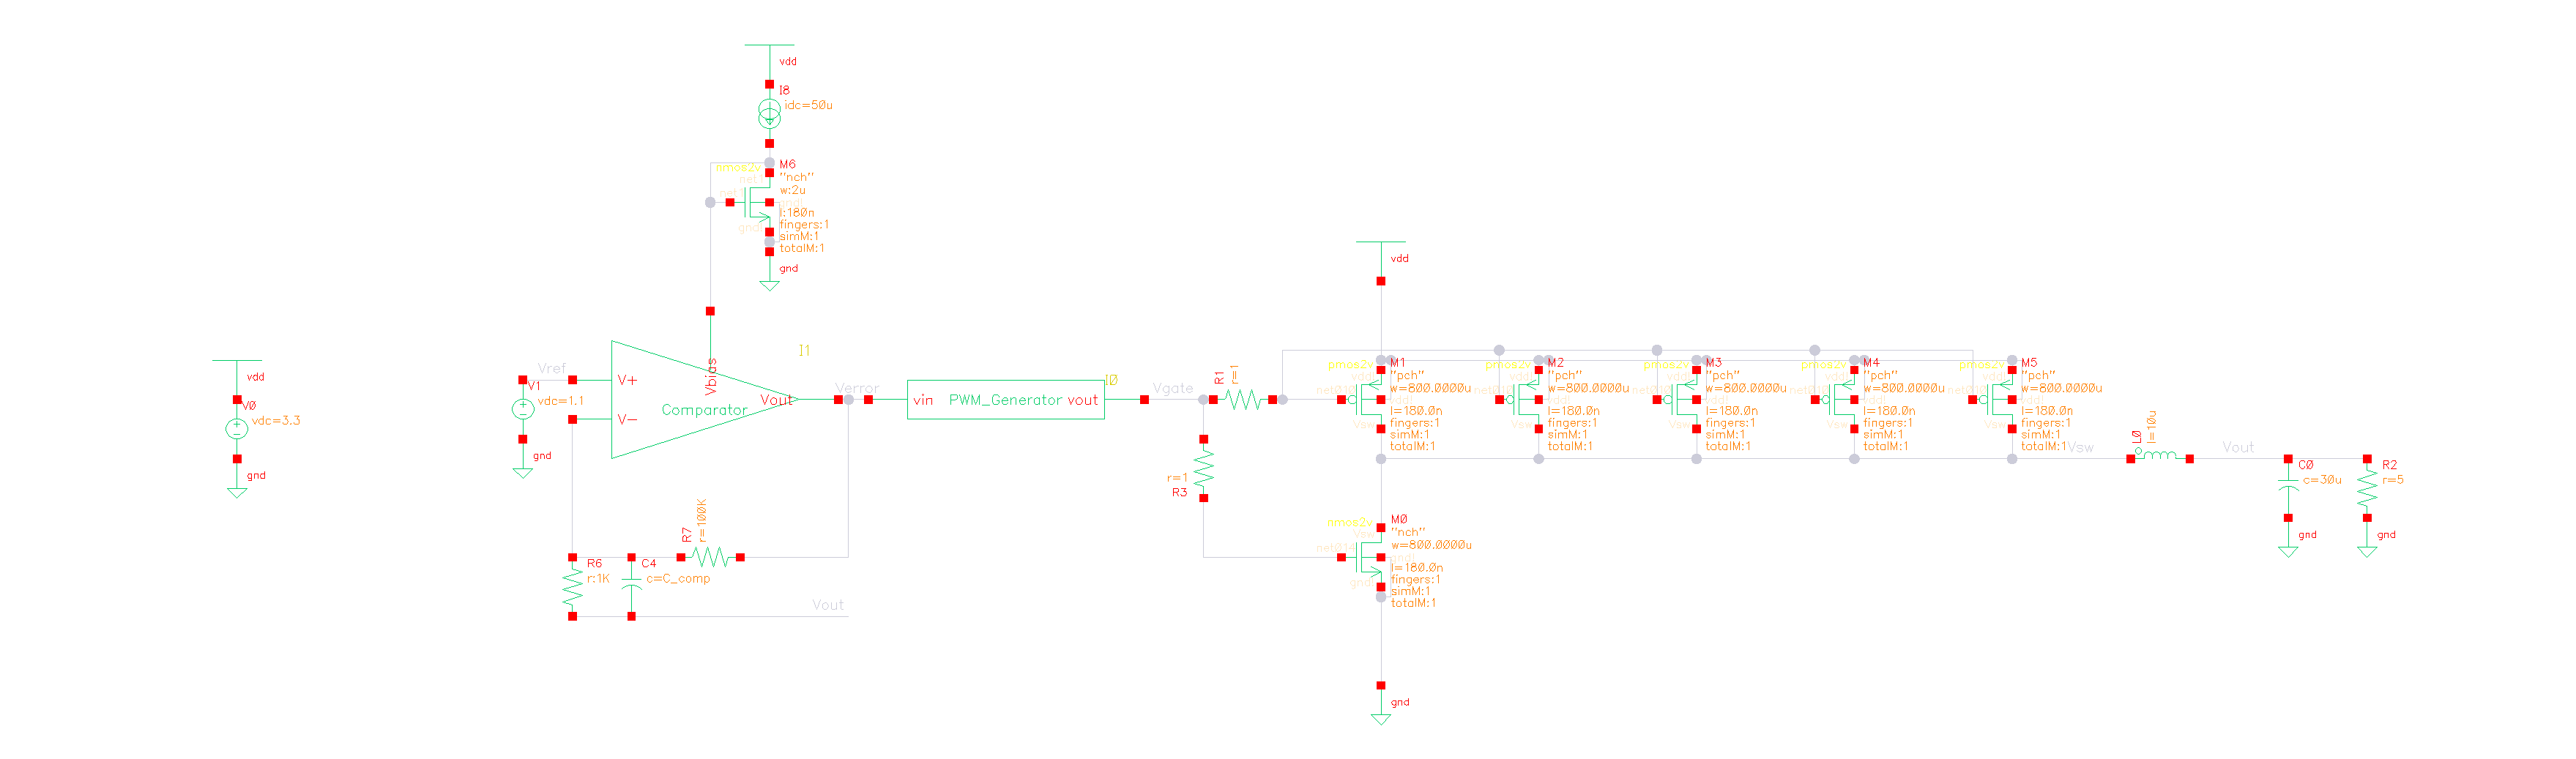 vdd
I8
idc=50u
nmos2v
M6
"nch"
w:2u
l:180n
fingers:1
simM:1
totalM:1
gnd
vdd
V0
vdc=3.3
gnd
Vref
V1
vdc=1.1
gnd
I1
V+
V-
Vbias
Comparator
Vout
Verror
R6
r:1K
C4
c=C_comp
R7
r=100K
Vout
I0
vin
PWM_Generator
vout
Vgate
R1
r=1
r=1
R3
vdd
pmos2v
M1
"pch"
w=800.0000u
l=180.0n
fingers:1
simM:1
totalM:1
pmos2v
M2
"pch"
w=800.0000u
l=180.0n
fingers:1
simM:1
totalM:1
pmos2v
M3
"pch"
w=800.0000u
l=180.0n
fingers:1
simM:1
totalM:1
pmos2v
M4
"pch"
w=800.0000u
l=180.0n
fingers:1
simM:1
totalM:1
pmos2v
M5
"pch"
w=800.0000u
l=180.0n
fingers:1
simM:1
totalM:1
nmos2v
M0
"nch"
w=800.0000u
l=180.0n
fingers:1
simM:1
totalM:1
gnd
Vsw
L0
l=10u
Vout
C0
c=30u
gnd
R2
r=5
gnd